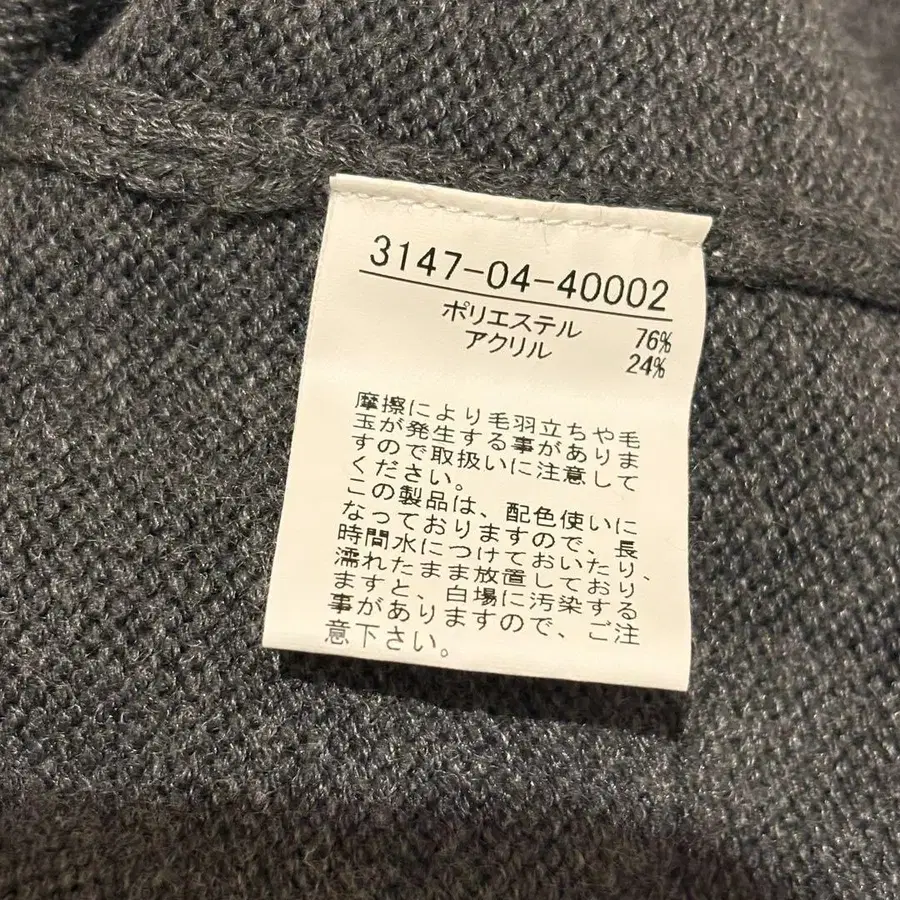 3147-04-40002
ポリエステル 76%
アクリル 24%
摩擦により毛羽立ちや毛
玉が発生する事がありま
すので取扱いに注意して
ください。
この製品は、配色使いに
なっておりますので、長
時間水につけておいたり、
濡れたまま放置しており
ますと、白場に汚染する
事がありますので、ご注
意下さい。